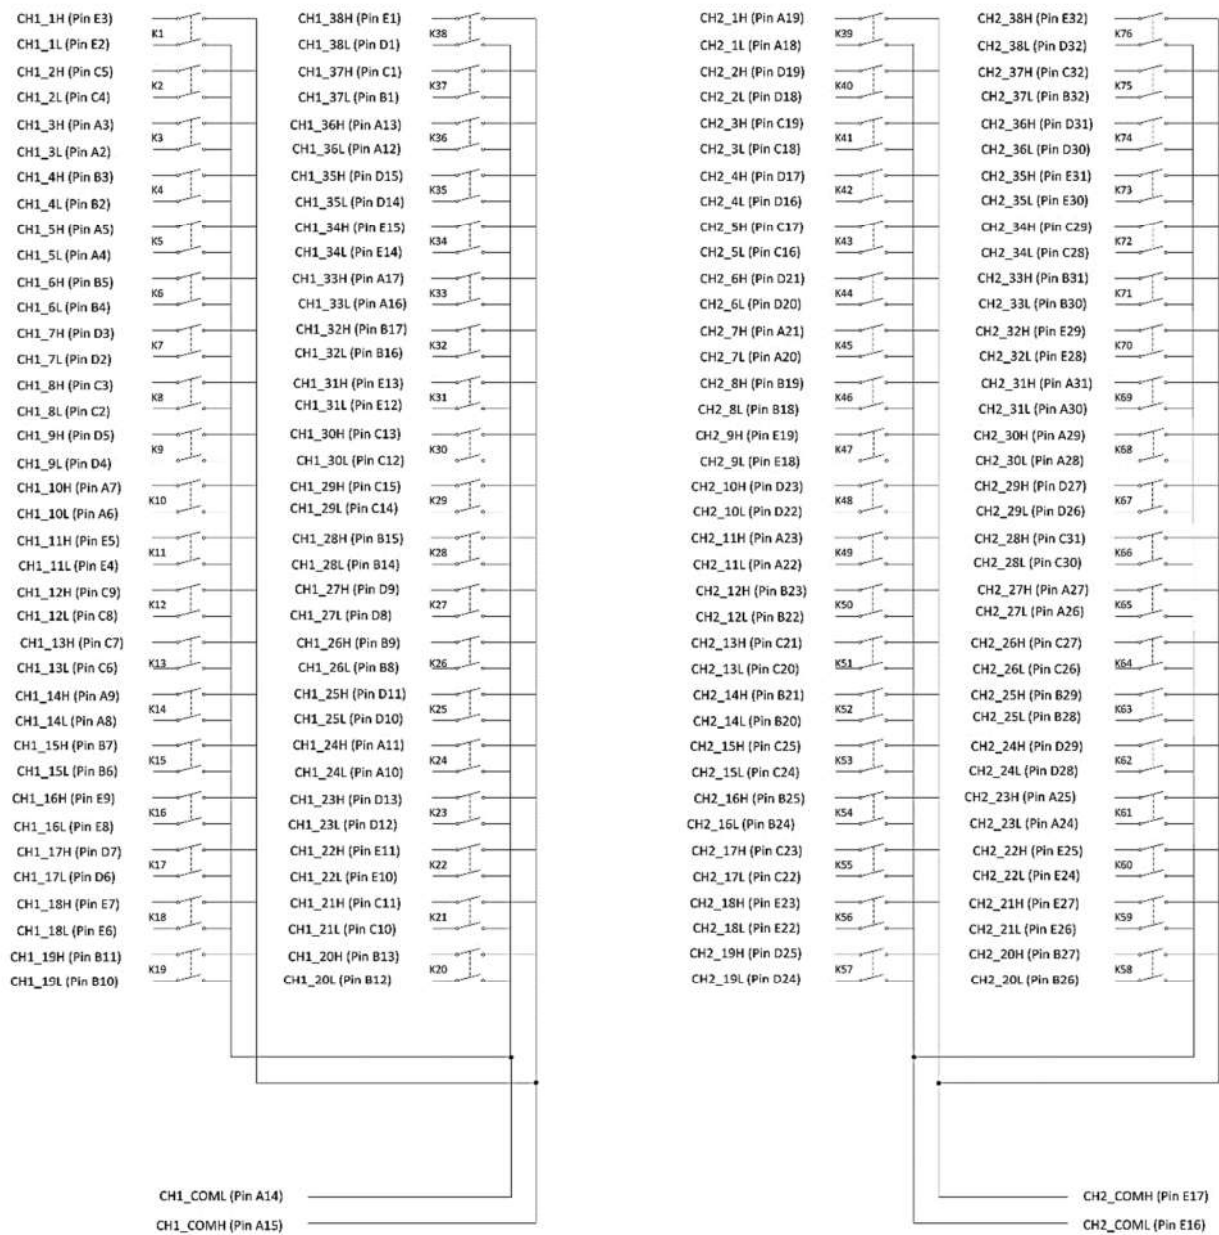 CH1_1H (Pin E3)
K1
CH1_1L (Pin E2)
CH1_2H (Pin C5)
K2
CH1_2L (Pin C4)
CH1_3H (Pin A3)
K3
CH1_3L (Pin A2)
CH1_4H (Pin B3)
K4
CH1_4L (Pin B2)
CH1_5H (Pin A5)
K5
CH1_5L (Pin A4)
CH1_6H (Pin B5)
K6
CH1_6L (Pin B4)
CH1_7H (Pin D3)
K7
CH1_7L (Pin D2)
CH1_8H (Pin C3)
K8
CH1_8L (Pin C2)
CH1_9H (Pin D5)
K9
CH1_9L (Pin D4)
CH1_10H (Pin A7)
K10
CH1_10L (Pin A6)
CH1_11H (Pin E5)
K11
CH1_11L (Pin E4)
CH1_12H (Pin C9)
K12
CH1_12L (Pin C8)
CH1_13H (Pin C7)
K13
CH1_13L (Pin C6)
CH1_14H (Pin A9)
K14
CH1_14L (Pin A8)
CH1_15H (Pin B7)
K15
CH1_15L (Pin B6)
CH1_16H (Pin E9)
K16
CH1_16L (Pin E8)
CH1_17H (Pin D7)
K17
CH1_17L (Pin D6)
CH1_18H (Pin E7)
K18
CH1_18L (Pin E6)
CH1_19H (Pin B11)
K19
CH1_19L (Pin B10)
CH1_38H (Pin E1)
K38
CH1_38L (Pin D1)
CH1_37H (Pin C1)
K37
CH1_37L (Pin B1)
CH1_36H (Pin A13)
K36
CH1_36L (Pin A12)
CH1_35H (Pin D15)
K35
CH1_35L (Pin D14)
CH1_34H (Pin E15)
K34
CH1_34L (Pin E14)
CH1_33H (Pin A17)
K33
CH1_33L (Pin A16)
CH1_32H (Pin B17)
K32
CH1_32L (Pin B16)
CH1_31H (Pin E13)
K31
CH1_31L (Pin E12)
CH1_30H (Pin C13)
K30
CH1_30L (Pin C12)
CH1_29H (Pin C15)
K29
CH1_29L (Pin C14)
CH1_28H (Pin B15)
K28
CH1_28L (Pin B14)
CH1_27H (Pin D9)
K27
CH1_27L (Pin D8)
CH1_26H (Pin B9)
K26
CH1_26L (Pin B8)
CH1_25H (Pin D11)
K25
CH1_25L (Pin D10)
CH1_24H (Pin A11)
K24
CH1_24L (Pin A10)
CH1_23H (Pin D13)
K23
CH1_23L (Pin D12)
CH1_22H (Pin E11)
K22
CH1_22L (Pin E10)
CH1_21H (Pin C11)
K21
CH1_21L (Pin C10)
CH1_20H (Pin B13)
K20
CH1_20L (Pin B12)
CH1_COML (Pin A14)
CH1_COMH (Pin A15)
CH2_1H (Pin A19)
K39
CH2_1L (Pin A18)
CH2_2H (Pin D19)
K40
CH2_2L (Pin D18)
CH2_3H (Pin C19)
K41
CH2_3L (Pin C18)
CH2_4H (Pin D17)
K42
CH2_4L (Pin D16)
CH2_5H (Pin C17)
K43
CH2_5L (Pin C16)
CH2_6H (Pin D21)
K44
CH2_6L (Pin D20)
CH2_7H (Pin A21)
K45
CH2_7L (Pin A20)
CH2_8H (Pin B19)
K46
CH2_8L (Pin B18)
CH2_9H (Pin E19)
K47
CH2_9L (Pin E18)
CH2_10H (Pin D23)
K48
CH2_10L (Pin D22)
CH2_11H (Pin A23)
K49
CH2_11L (Pin A22)
CH2_12H (Pin B23)
K50
CH2_12L (Pin B22)
CH2_13H (Pin C21)
K51
CH2_13L (Pin C20)
CH2_14H (Pin B21)
K52
CH2_14L (Pin B20)
CH2_15H (Pin C25)
K53
CH2_15L (Pin C24)
CH2_16H (Pin B25)
K54
CH2_16L (Pin B24)
CH2_17H (Pin C23)
K55
CH2_17L (Pin C22)
CH2_18H (Pin E23)
K56
CH2_18L (Pin E22)
CH2_19H (Pin D25)
K57
CH2_19L (Pin D24)
CH2_38H (Pin E32)
K76
CH2_38L (Pin D32)
CH2_37H (Pin C32)
K75
CH2_37L (Pin B32)
CH2_36H (Pin D31)
K74
CH2_36L (Pin D30)
CH2_35H (Pin E31)
K73
CH2_35L (Pin E30)
CH2_34H (Pin C29)
K72
CH2_34L (Pin C28)
CH2_33H (Pin B31)
K71
CH2_33L (Pin B30)
CH2_32H (Pin E29)
K70
CH2_32L (Pin E28)
CH2_31H (Pin A31)
K69
CH2_31L (Pin A30)
CH2_30H (Pin A29)
K68
CH2_30L (Pin A28)
CH2_29H (Pin D27)
K67
CH2_29L (Pin D26)
CH2_28H (Pin C31)
K66
CH2_28L (Pin C30)
CH2_27H (Pin A27)
K65
CH2_27L (Pin A26)
CH2_26H (Pin C27)
K64
CH2_26L (Pin C26)
CH2_25H (Pin B29)
K63
CH2_25L (Pin B28)
CH2_24H (Pin D29)
K62
CH2_24L (Pin D28)
CH2_23H (Pin A25)
K61
CH2_23L (Pin A24)
CH2_22H (Pin E25)
K60
CH2_22L (Pin E24)
CH2_21H (Pin E27)
K59
CH2_21L (Pin E26)
CH2_20H (Pin B27)
K58
CH2_20L (Pin B26)
CH2_COMH (Pin E17)
CH2_COML (Pin E16)